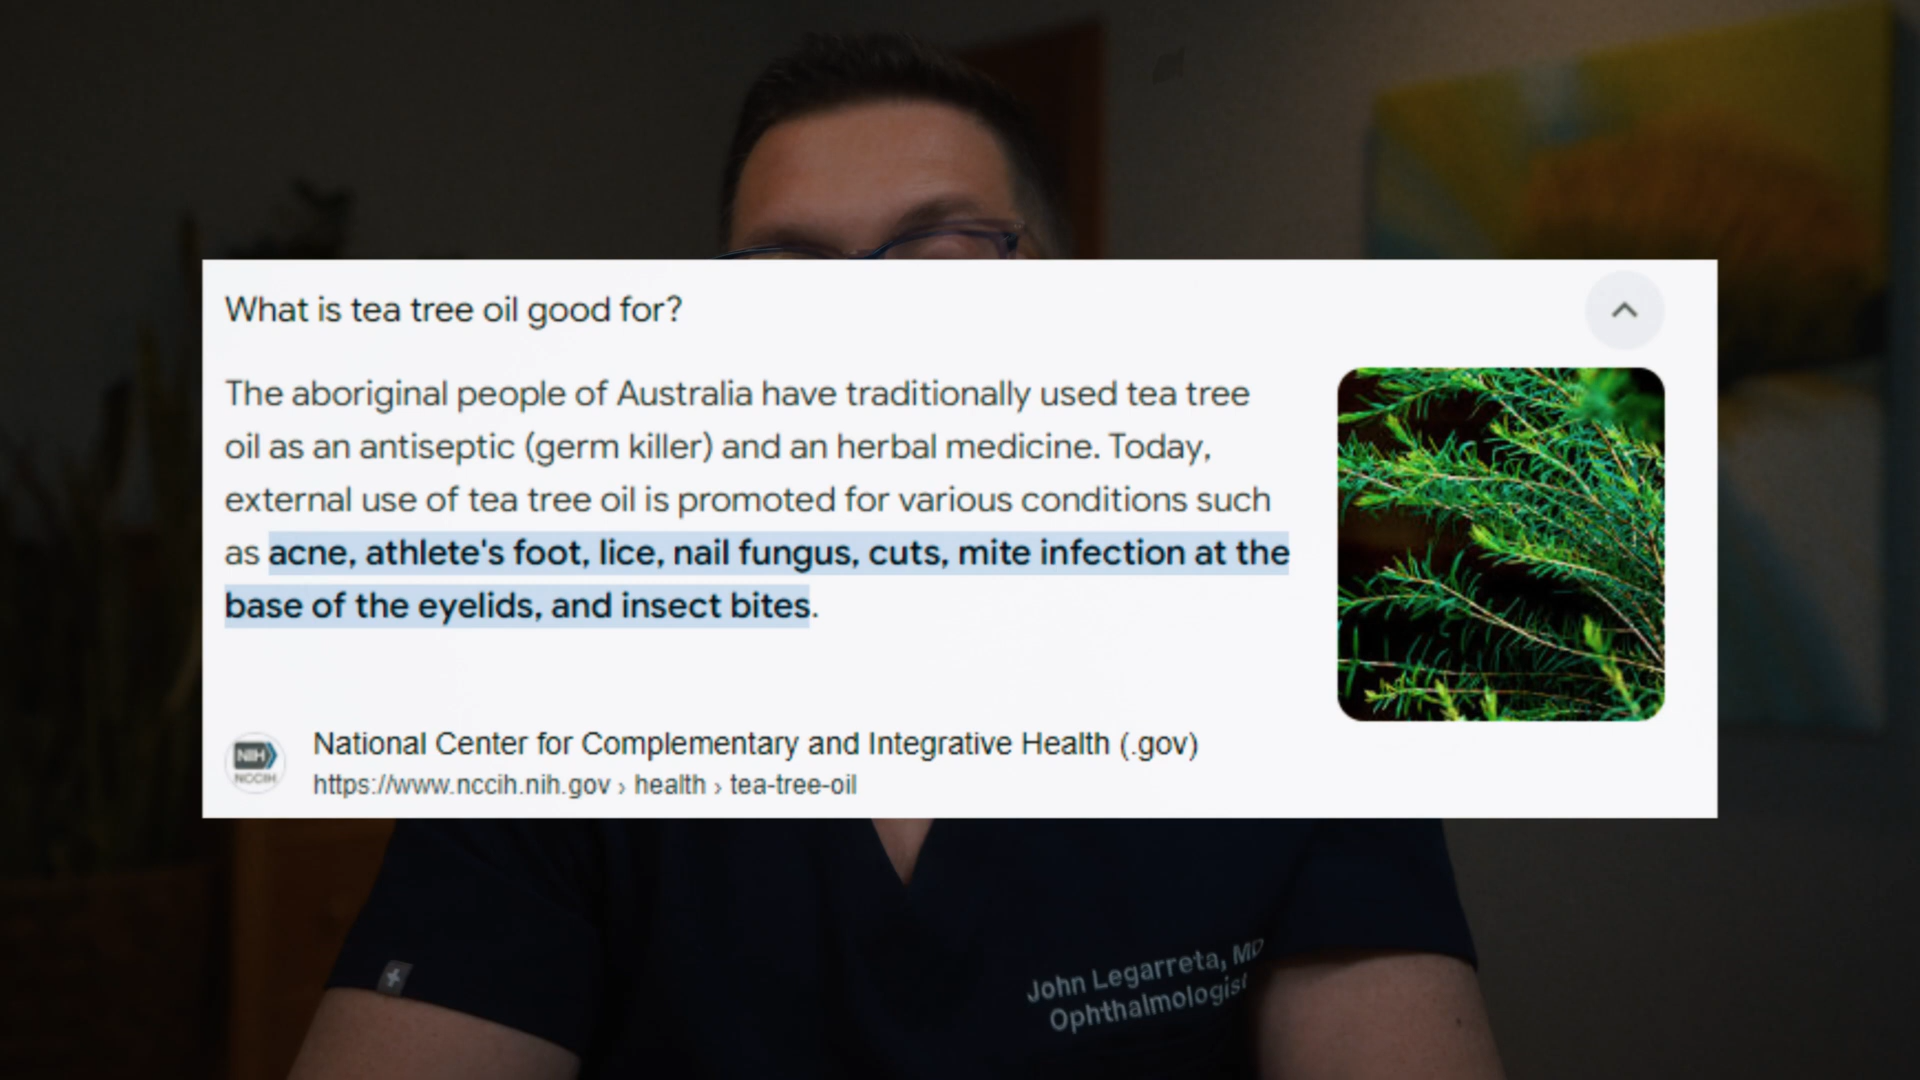 What is tea tree oil good for?
The aboriginal people of Australia have traditionally used tea tree
oil as an antiseptic (germ killer) and an herbal medicine. Today,
external use of tea tree oil is promoted for various conditions such
as acne, athlete's foot, lice, nail fungus, cuts, mite infection at the
base of the eyelids, and insect bites.
NIH
NCCIH
National Center for Complementary and Integrative Health (.gov)
https://www.nccih.nih.gov › health › tea-tree-oil
John Legarreta, MD
Ophthalmologist